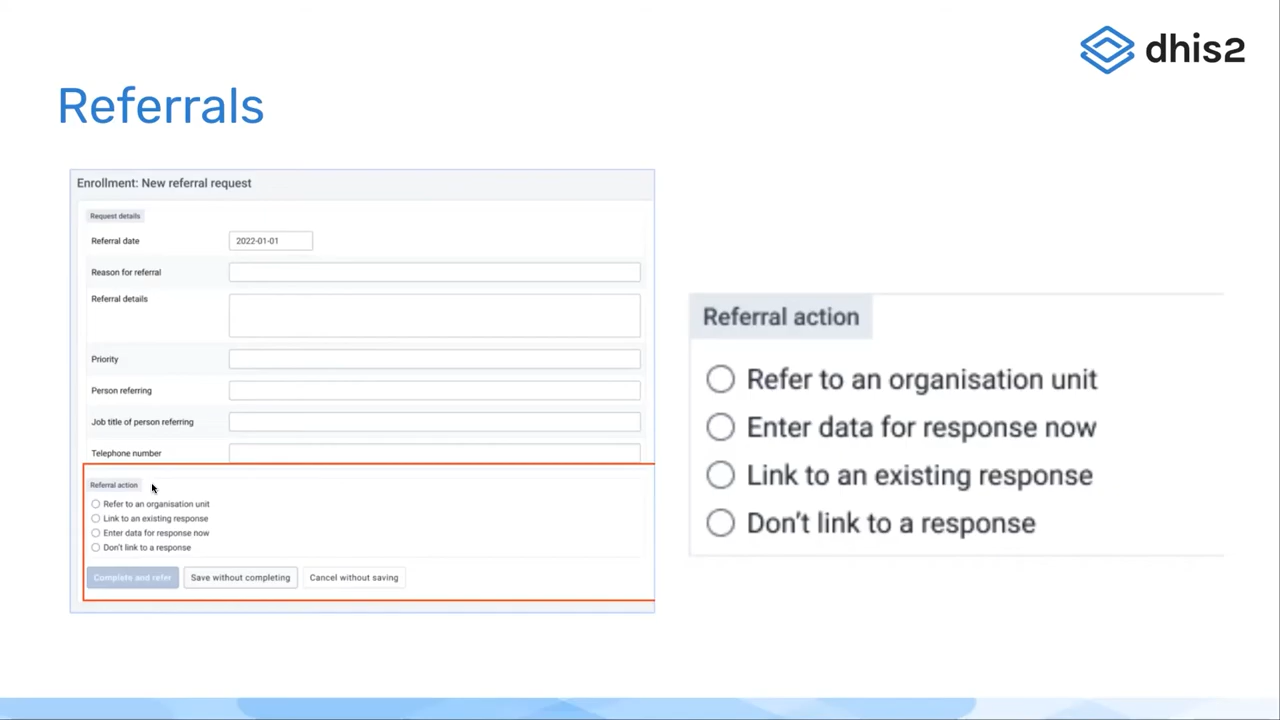 dhis2
Referrals
Enrollment: New referral request
Request details
Referral date 2022-01-01
Reason for referral
Referral details
Priority
Person referring
Job title of person referring
Telephone number
Referral action
Refer to an organisation unit
Link to an existing response
Enter data for response now
Don't link to a response
Complete and refer Save without completing Cancel without saving
Referral action
Refer to an organisation unit
Enter data for response now
Link to an existing response
Don't link to a response